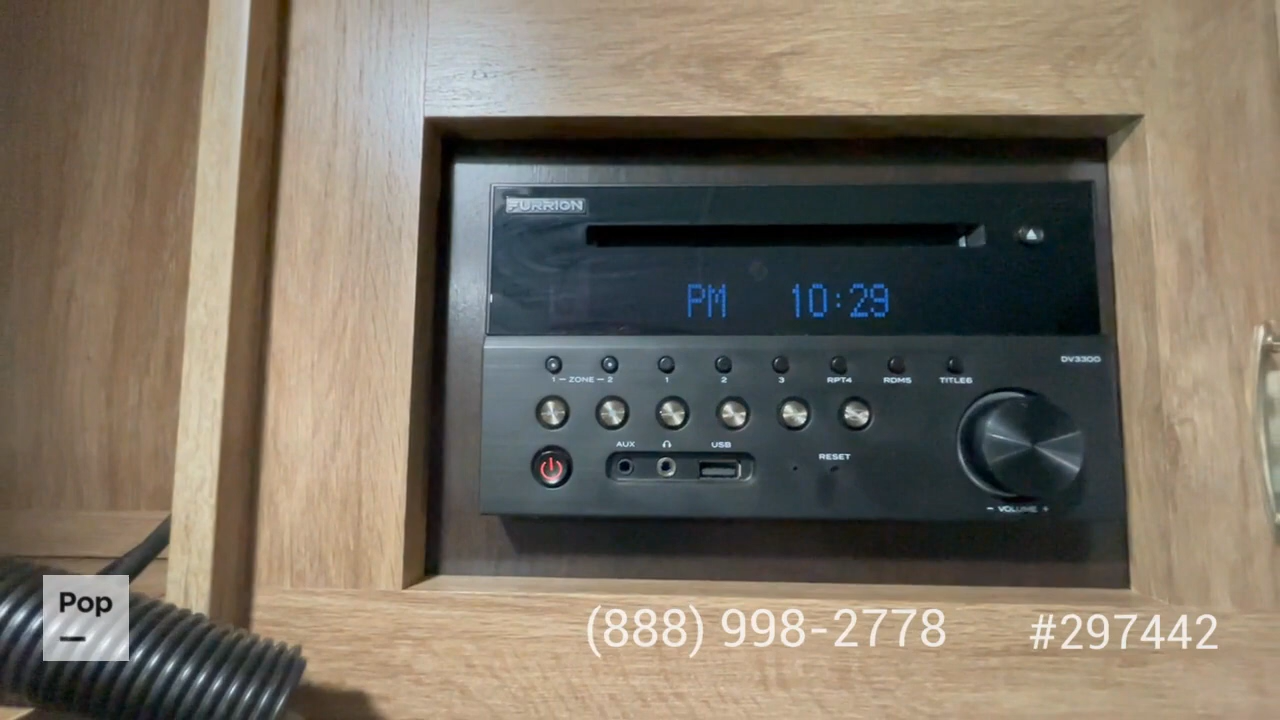 FURRION
PM 10:29
DV3300
1 – ZONE – 2 1 2 3 RPT4 RDM5 TITLE6
AUX USB
RESET
– VOLUME +
Pop
(888) 998-2778 #297442